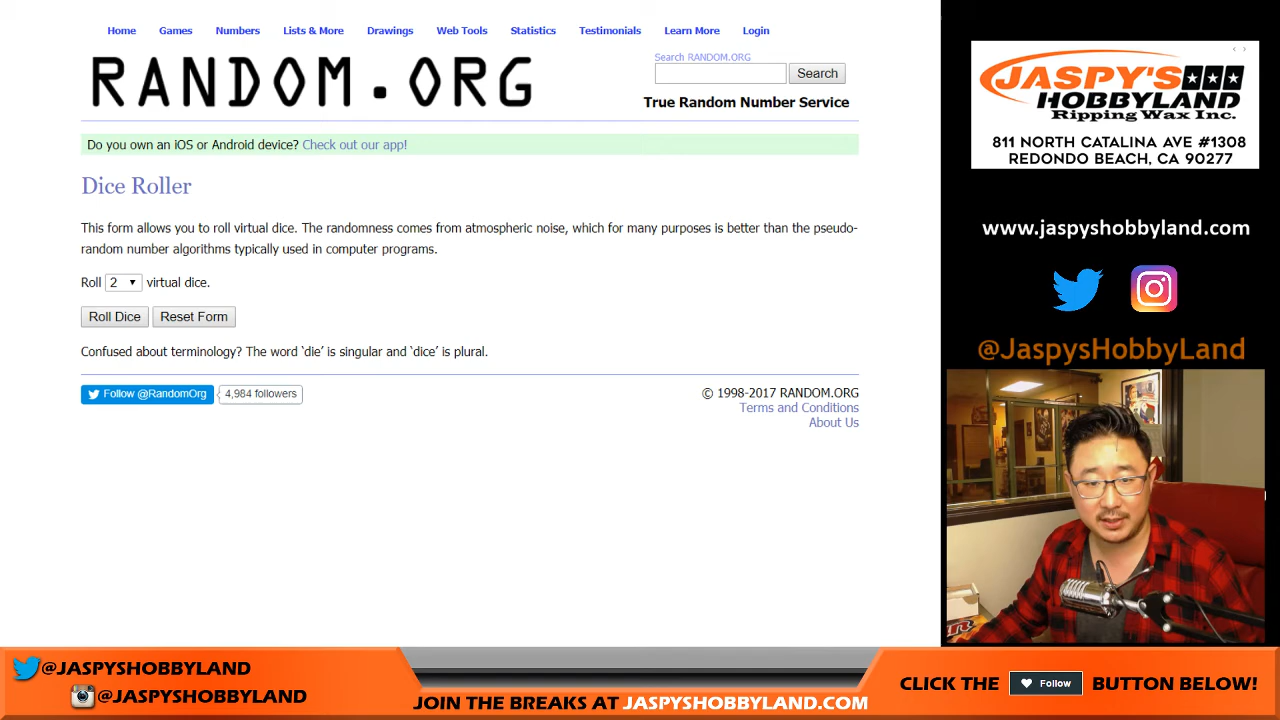 Home Games Numbers Lists & More Drawings Web Tools Statistics Testimonials Learn More Login
RANDOM.ORG
Search RANDOM.ORG
Search
True Random Number Service
Do you own an iOS or Android device? Check out our app!
Dice Roller
This form allows you to roll virtual dice. The randomness comes from atmospheric noise, which for many purposes is better than the pseudo-
random number algorithms typically used in computer programs.
Roll 2 virtual dice.
Roll Dice Reset Form
Confused about terminology? The word ‘die’ is singular and ‘dice’ is plural.
Follow @RandomOrg 4,984 followers
© 1998-2017 RANDOM.ORG
Terms and Conditions
About Us
JASPY'S
HOBBYLAND
Ripping Wax Inc.
811 NORTH CATALINA AVE #1308
REDONDO BEACH, CA 90277
www.jaspyshobbyland.com
@JaspysHobbyLand
@JASPYSHOBBYLAND
@JASPYSHOBBYLAND
JOIN THE BREAKS AT JASPYSHOBBYLAND.COM
CLICK THE Follow BUTTON BELOW!